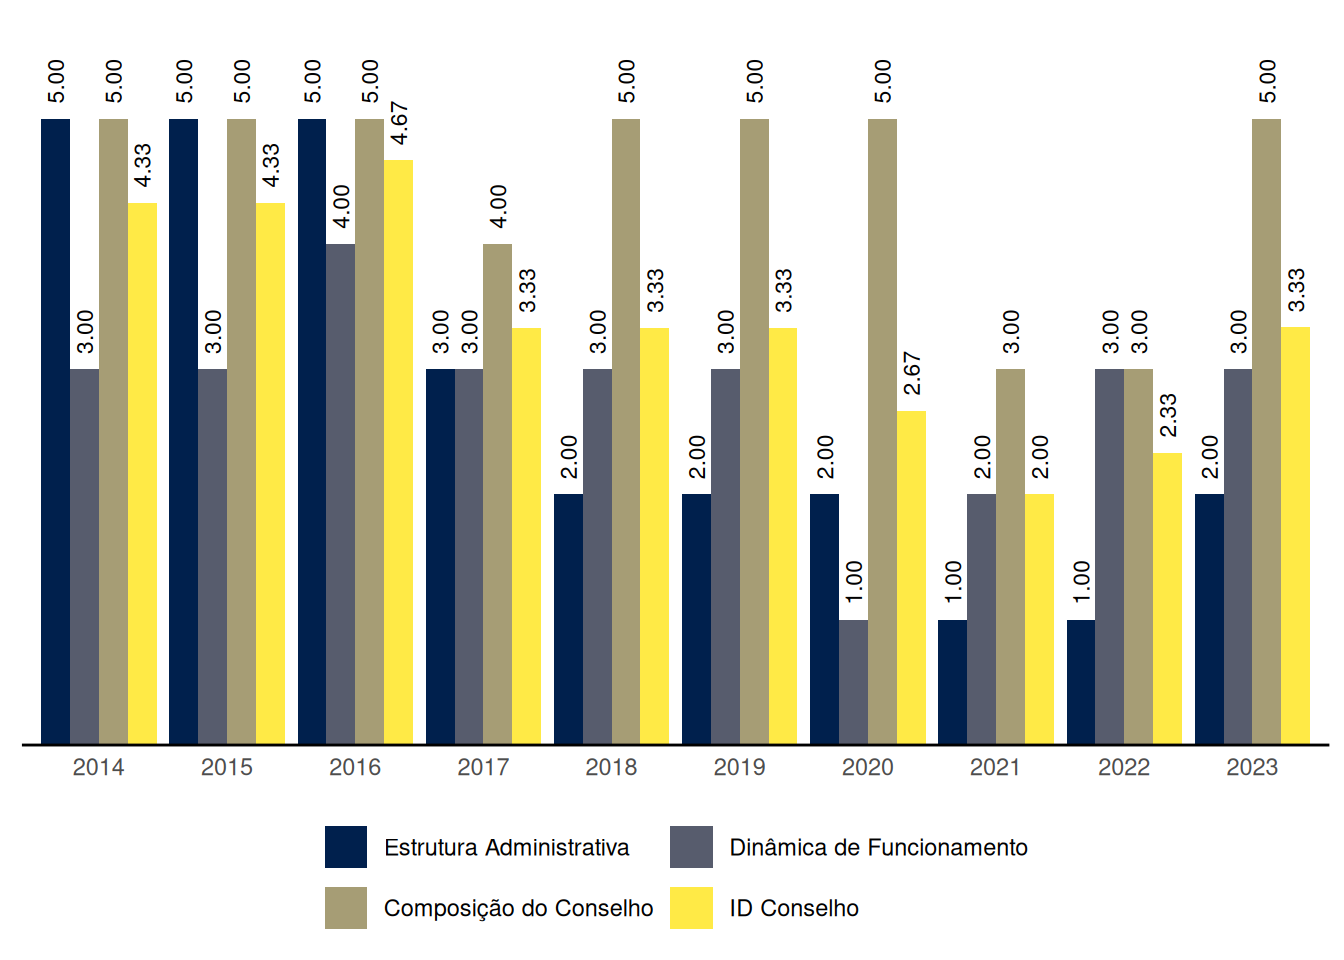 5.00 3.00 5.00 4.33 5.00 3.00 5.00 4.33 5.00 4.00 5.00 4.67 3.00 3.00 4.00 3.33 2.00 3.00 5.00 3.33 2.00 3.00 5.00 3.33 2.00 1.00 5.00 2.67 1.00 2.00 3.00 2.00 1.00 3.00 3.00 2.33 2.00 3.00 5.00 3.33
2014 2015 2016 2017 2018 2019 2020 2021 2022 2023
Estrutura Administrativa Dinâmica de Funcionamento
Composição do Conselho ID Conselho